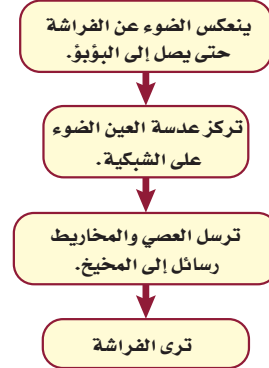 ينعكس الضوء عن الفراشة
حتى يصل إلى البؤبؤ.
تركز عدسة العين الضوء
على الشبكية.
ترسل العصي والمخاريط
رسائل إلى المخيخ.
ترى الفراشة